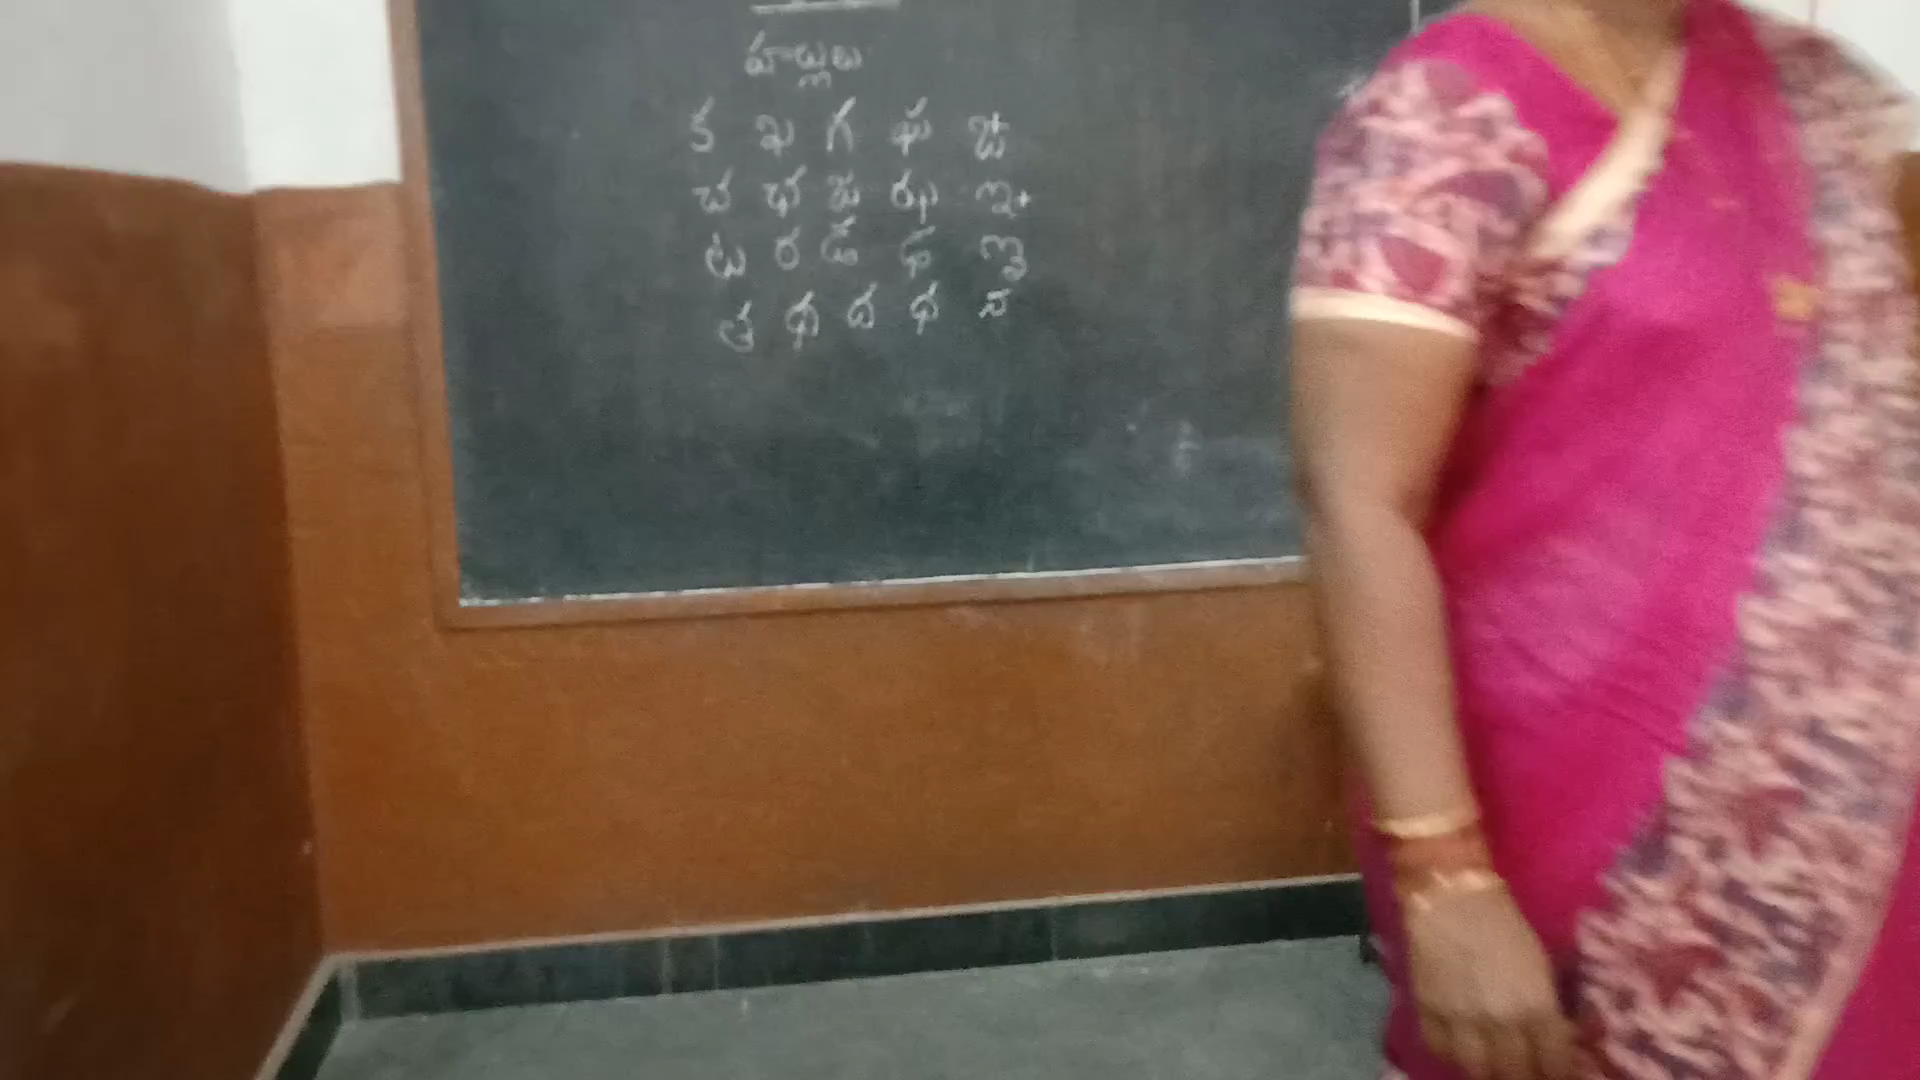 హల్లులు
క ఖ గ ఘ ఙ
చ ఛ జ ఝ ఞ
ట ఠ డ ఢ ణ
త థ ద ధ న